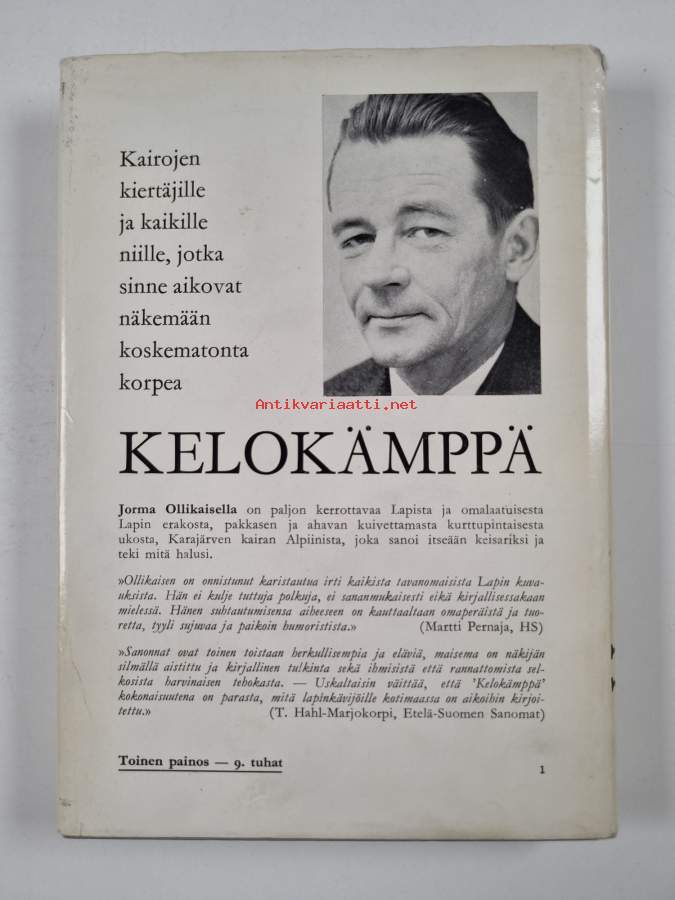 Kairojen
kiertäjille
ja kaikille
niille, jotka
sinne aikovat
näkemään
koskematonta
korpea
Antikvariaatti.net
KELOKÄMPPÄ
Jorma Ollikaisella on paljon kerrottavaa Lapista ja omalaatuisesta
Lapin erakosta, pakkasen ja ahavan kuivettamasta kurttupintaisesta
ukosta, Karajärven kairan Alpiinista, joka sanoi itseään keisariksi ja
teki mitä halusi.
»Ollikaisen on onnistunut karistautua irti kaikista tavanomaisista Lapin kuva-
uksista. Hän ei kulje tuttuja polkuja, ei sananmukaisesti eikä kirjallisessakaan
mielessä. Hänen suhtautumisensa aiheeseen on kauttaaltaan omaperäistä ja tuo-
retta, tyyli sujuvaa ja paikoin humoristista.» (Martti Pernaja, HS)
»Sanonnat ovat toinen toistaan herkullisempia ja eläviä, maisema on näkijän
silmällä aistittu ja kirjallinen tulkinta sekä ihmisistä että rannattomista sel-
kosista harvinaisen tehokasta. — Uskaltaisin väittää, että 'Kelokämppä'
kokonaisuutena on parasta, mitä lapinkävijöille kotimaassa on aikoihin kirjoi-
tettu.» (T. Hahl-Marjokorpi, Etelä-Suomen Sanomat)
Toinen painos — 9. tuhat 1